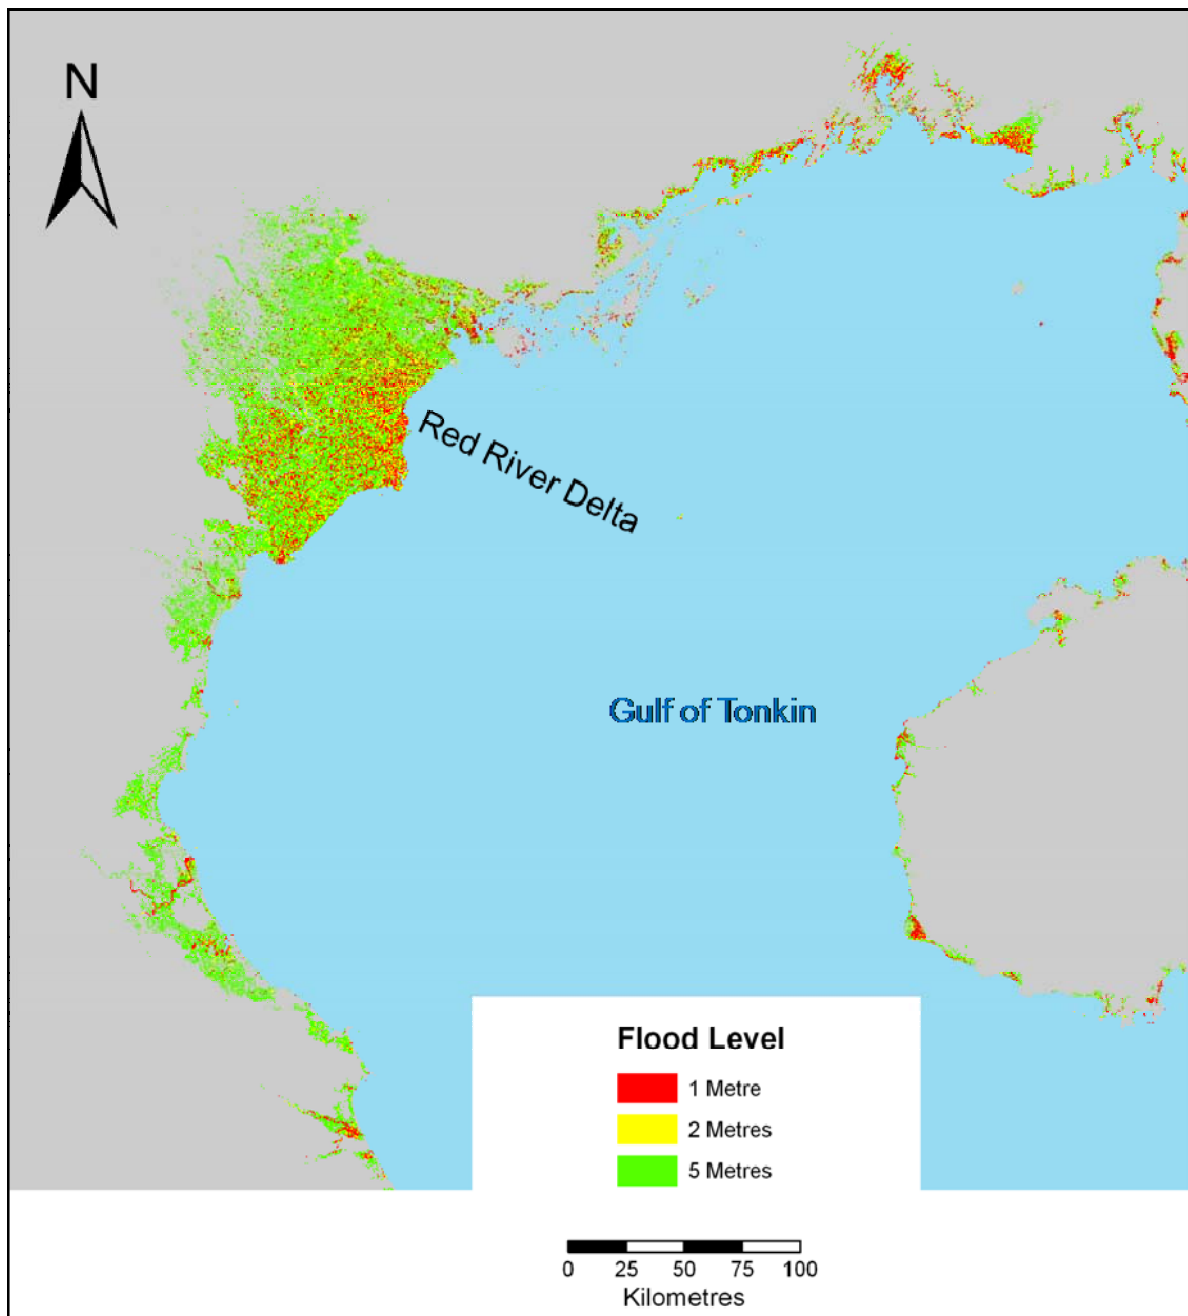 N
Red River Delta
Gulf of Tonkin
Flood Level
1 Metre
2 Metres
5 Metres
0 25 50 75 100
Kilometres